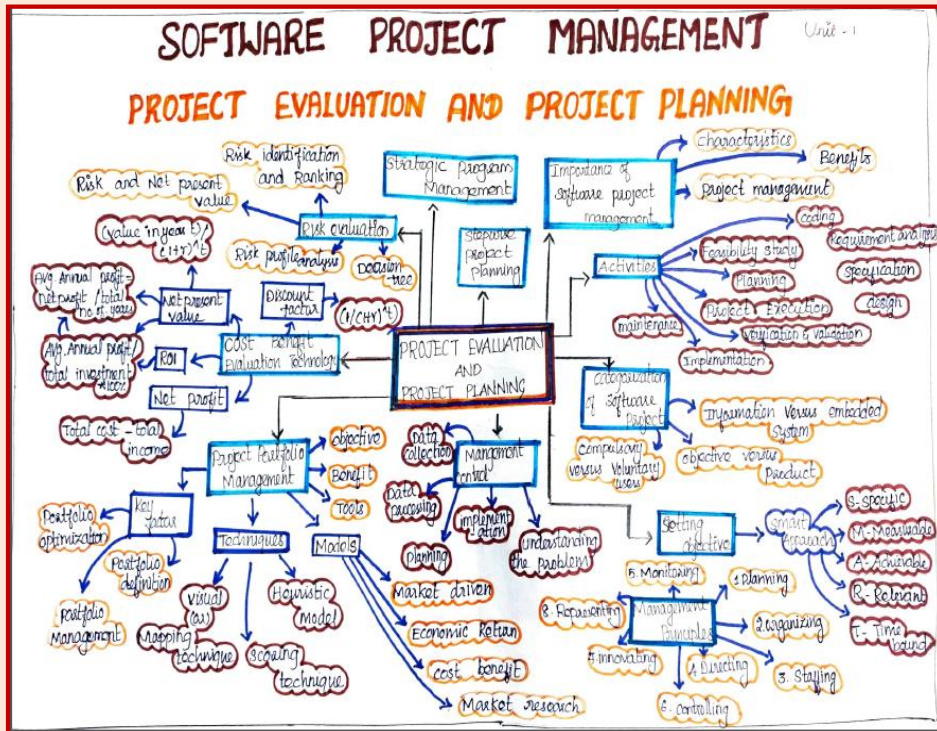 SOFTWARE PROJECT MANAGEMENT
Unit - 1
PROJECT EVALUATION AND PROJECT PLANNING
Risk identification
and Ranking
Risk and Net present
value
Risk evaluation
Risk profile
analysis
Decision
tree
Strategic Program
Management
Stepwise
project
planning
Importance of
Software project
management
Characteristics
Benefits
Project management
Activities
Coding
Feasibility Study
Requirement analysis
Planning
Specification
Project Execution
design
Verification & validation
maintenance
Implementation
(value in year t)/
(1+r)^t
Avg. Annual profit =
Net profit / total
no of. years
Net present
value
Discount
factor
(1/(1+r)^t)
Cost Benefit
Evaluation Technology
Avg. Annual profit/
total investment
*100%
ROI
Net profit
Total cost - total
income
PROJECT EVALUATION
AND
PROJECT PLANNING
Categorization
of Software
Project
Information Versus embedded
System
Compulsary
versus Voluntary
users
Objective versus
Product
Project Portfolio
Management
Objective
Benefit
Tools
Key
factor
Portfolio
optimization
Portfolio
definition
Portfolio
Management
Techniques
Visual
(or)
Mapping
technique
Scoring
technique
Heuristic
model
Models
Market driven
Economic Return
Cost benefit
Market research
Data
collection
Mangement
control
Data
processing
planning
implement-
ation
Understanding
the problem
Setting
objective
Smart
Approach
S-Specific
M-Measurable
A-Achievable
R-Relevant
T-Time
bound
Management
Principles
5. Monitoring
1.Planning
8.Representing
2.organizing
7.Innovating
4.Directing
3. Staffing
6. Controlling